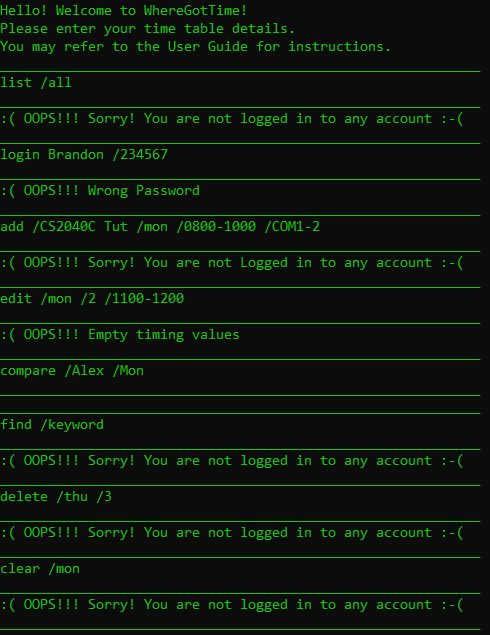 Hello! Welcome to WhereGotTime!
Please enter your time table details.
You may refer to the User Guide for instructions.
list /all
:( OOPS!!! Sorry! You are not logged in to any account :-(
login Brandon /234567
:( OOPS!!! Wrong Password
add /CS2040C Tut /mon /0800-1000 /COM1-2
:( OOPS!!! Sorry! You are not Logged in to any account :-(
edit /mon /2 /1100-1200
:( OOPS!!! Empty timing values
compare /Alex /Mon
find /keyword
:( OOPS!!! Sorry! You are not logged in to any account :-(
delete /thu /3
:( OOPS!!! Sorry! You are not logged in to any account :-(
clear /mon
:( OOPS!!! Sorry! You are not logged in to any account :-(